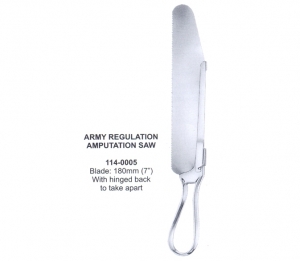 ARMY REGULATION
AMPUTATION SAW
114-0005
Blade: 180mm (7")
With hinged back
to take apart